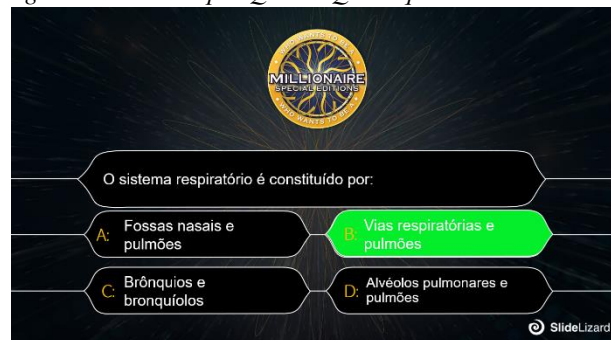 WHO WANTS TO BE A
MILLIONAIRE
SPECIAL EDITIONS
WHO WANTS TO BE A
O sistema respiratório é constituído por:
A: Fossas nasais e
pulmões
B: Vias respiratórias e
pulmões
C: Brônquios e
bronquíolos
D: Alvéolos pulmonares e
pulmões
SlideLizard